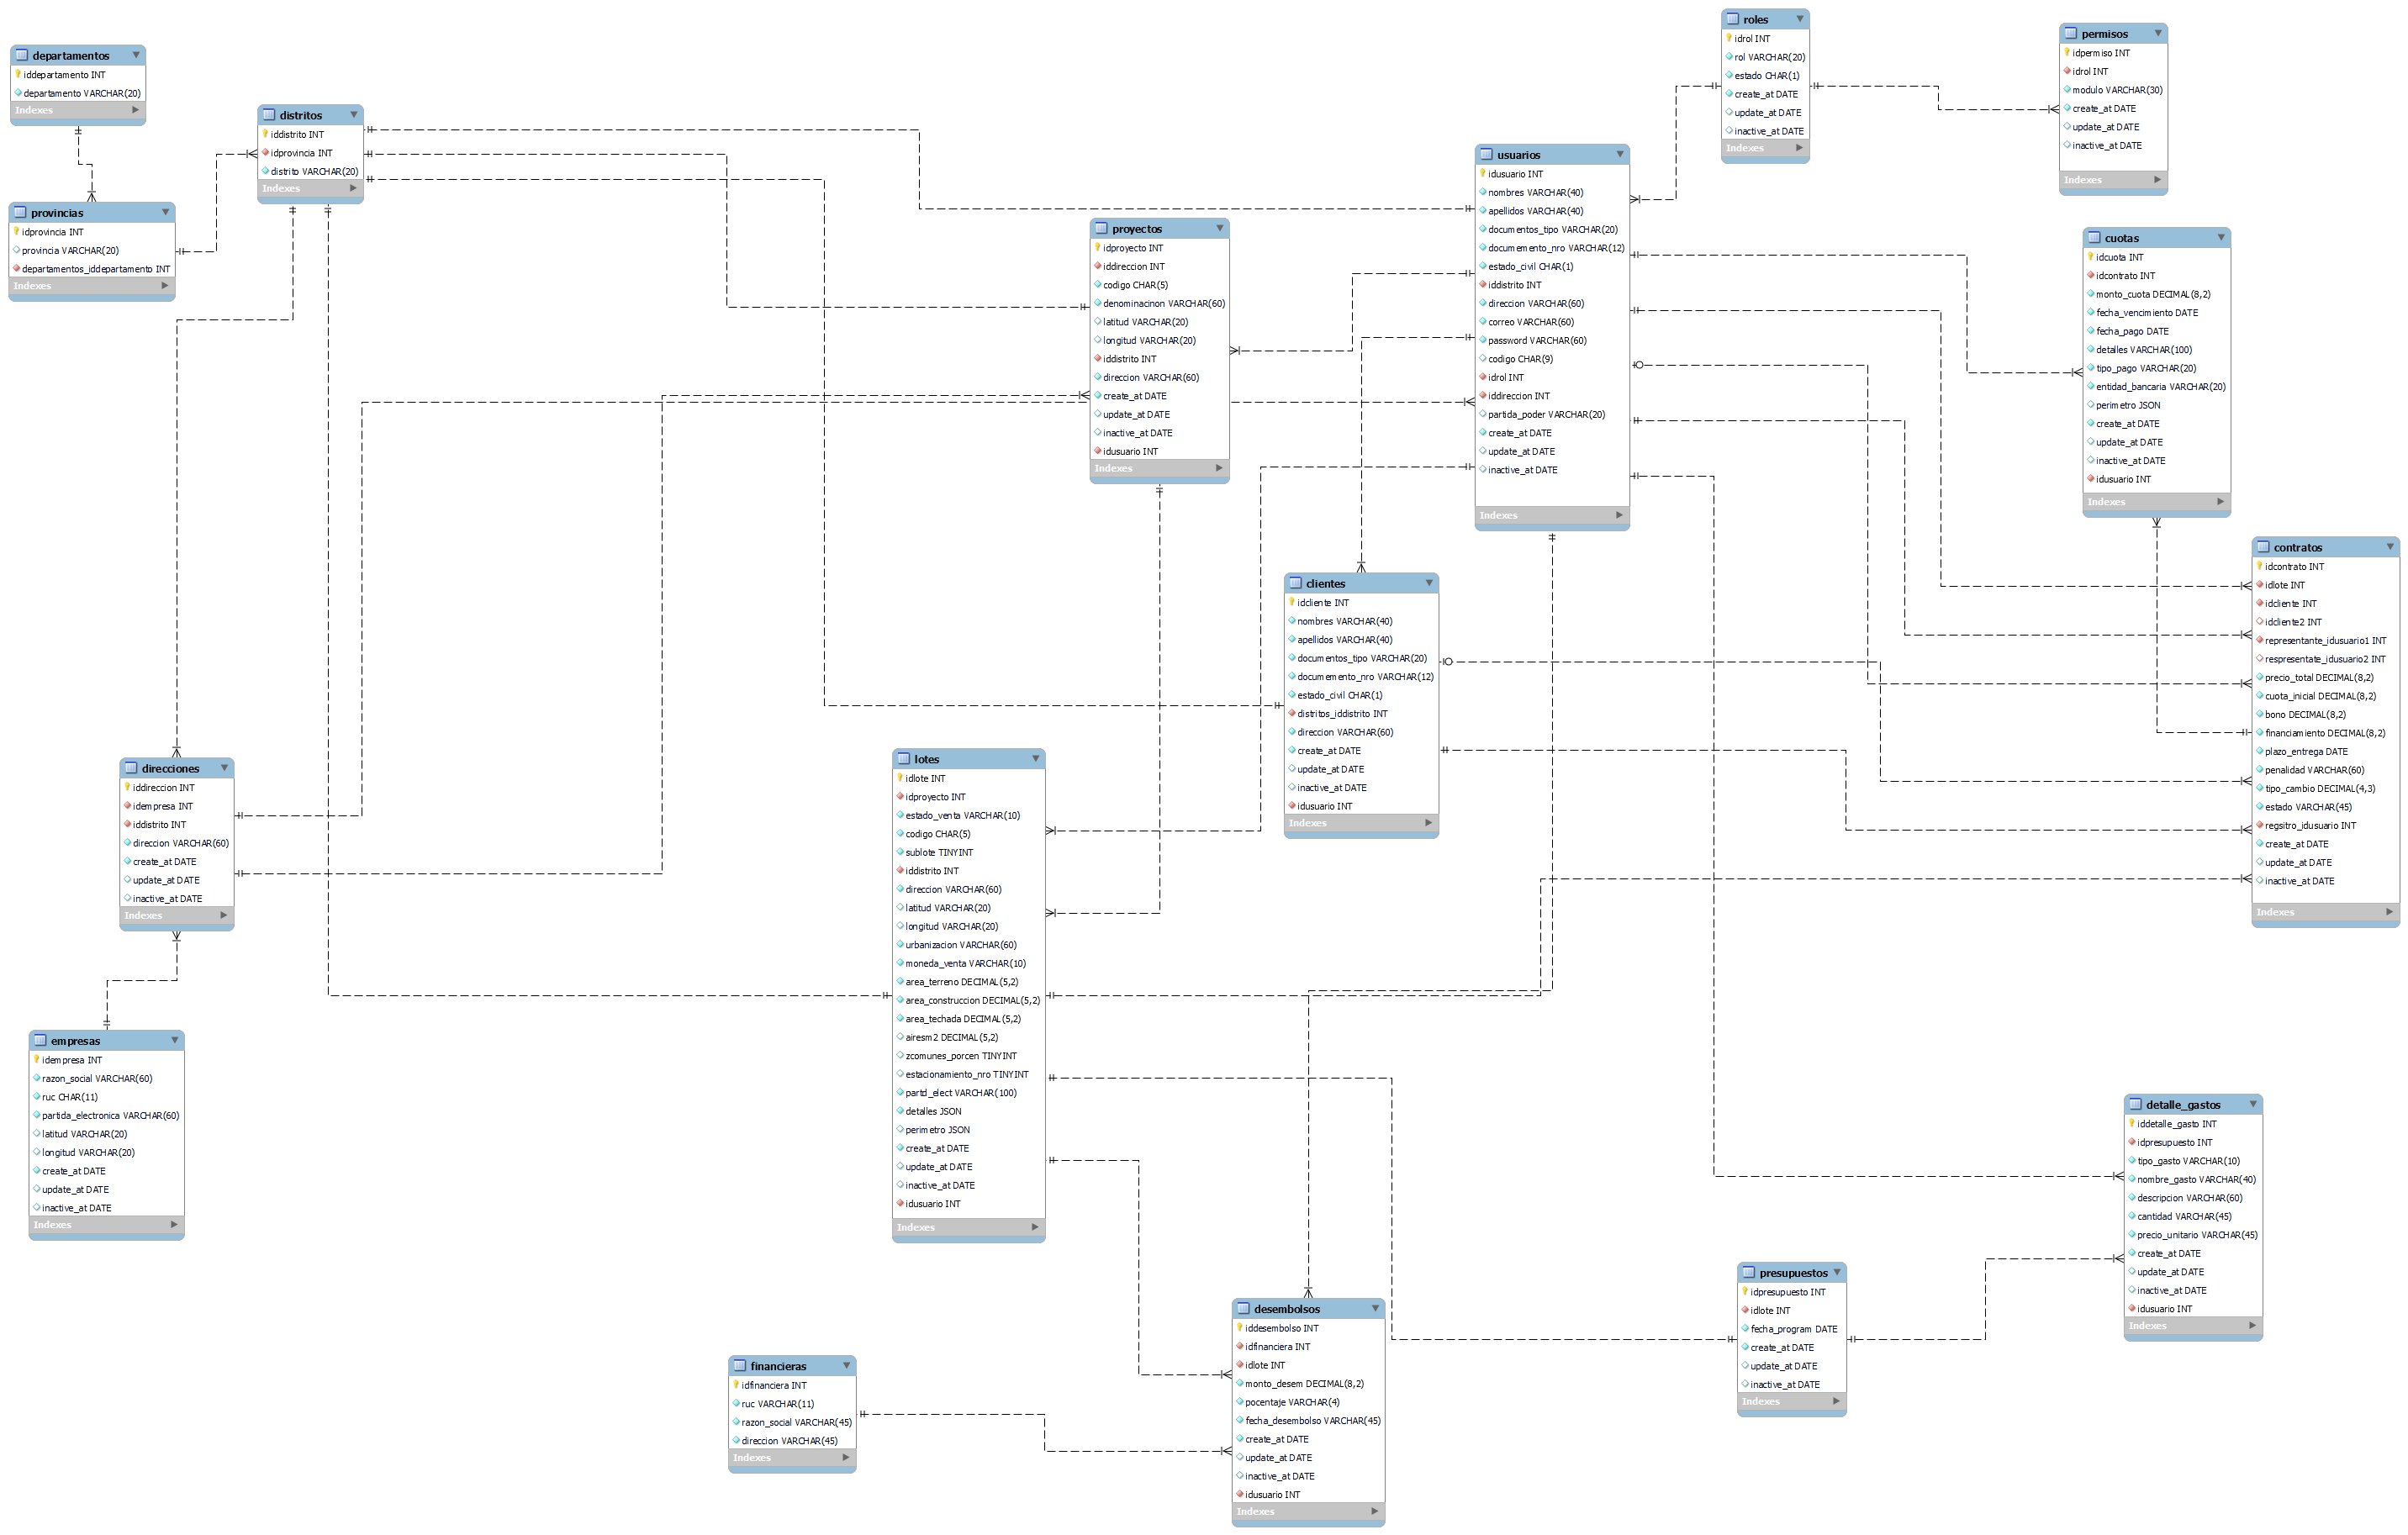 departamentos
iddepartamento INT
departamento VARCHAR(20)
Indexes
provincias
idprovincia INT
provincia VARCHAR(20)
departamentos_iddepartamento INT
Indexes
distritos
iddistrito INT
idprovincia INT
distrito VARCHAR(20)
Indexes
direcciones
iddireccion INT
idempresa INT
iddistrito INT
direccion VARCHAR(60)
create_at DATE
update_at DATE
inactive_at DATE
Indexes
empresas
idempresa INT
razon_social VARCHAR(60)
ruc CHAR(11)
partida_electronica VARCHAR(60)
latitud VARCHAR(20)
longitud VARCHAR(20)
create_at DATE
update_at DATE
inactive_at DATE
Indexes
proyectos
idproyecto INT
iddireccion INT
codigo CHAR(5)
denominacinon VARCHAR(60)
latitud VARCHAR(20)
longitud VARCHAR(20)
iddistrito INT
direccion VARCHAR(60)
create_at DATE
update_at DATE
inactive_at DATE
idusuario INT
Indexes
lotes
idlote INT
idproyecto INT
estado_venta VARCHAR(10)
codigo CHAR(5)
sublote TINYINT
iddistrito INT
direccion VARCHAR(60)
latitud VARCHAR(20)
longitud VARCHAR(20)
urbanizacion VARCHAR(60)
moneda_venta VARCHAR(10)
area_terreno DECIMAL(5,2)
area_construccion DECIMAL(5,2)
area_techada DECIMAL(5,2)
airesm2 DECIMAL(5,2)
zcomunes_porcen TINYINT
estacionamiento_nro TINYINT
partd_elect VARCHAR(100)
detalles JSON
perimetro JSON
create_at DATE
update_at DATE
inactive_at DATE
idusuario INT
Indexes
financieras
idfinanciera INT
ruc VARCHAR(11)
razon_social VARCHAR(45)
direccion VARCHAR(45)
Indexes
usuarios
idusuario INT
nombres VARCHAR(40)
apellidos VARCHAR(40)
documentos_tipo VARCHAR(20)
documemento_nro VARCHAR(12)
estado_civil CHAR(1)
iddistrito INT
direccion VARCHAR(60)
correo VARCHAR(60)
password VARCHAR(60)
codigo CHAR(9)
idrol INT
iddireccion INT
partida_poder VARCHAR(20)
create_at DATE
update_at DATE
inactive_at DATE
Indexes
clientes
idcliente INT
nombres VARCHAR(40)
apellidos VARCHAR(40)
documentos_tipo VARCHAR(20)
documemento_nro VARCHAR(12)
estado_civil CHAR(1)
distritos_iddistrito INT
direccion VARCHAR(60)
create_at DATE
update_at DATE
inactive_at DATE
idusuario INT
Indexes
desembolsos
iddesembolso INT
idfinanciera INT
idlote INT
monto_desem DECIMAL(8,2)
pocentaje VARCHAR(4)
fecha_desembolso VARCHAR(45)
create_at DATE
update_at DATE
inactive_at DATE
idusuario INT
Indexes
roles
idrol INT
rol VARCHAR(20)
estado CHAR(1)
create_at DATE
update_at DATE
inactive_at DATE
Indexes
permisos
idpermiso INT
idrol INT
modulo VARCHAR(30)
create_at DATE
update_at DATE
inactive_at DATE
Indexes
cuotas
idcuota INT
idcontrato INT
monto_cuota DECIMAL(8,2)
fecha_vencimiento DATE
fecha_pago DATE
detalles VARCHAR(100)
tipo_pago VARCHAR(20)
entidad_bancaria VARCHAR(20)
perimetro JSON
create_at DATE
update_at DATE
inactive_at DATE
idusuario INT
Indexes
contratos
idcontrato INT
idlote INT
idcliente INT
idcliente2 INT
representante_idusuario1 INT
respresentate_idusuario2 INT
precio_total DECIMAL(8,2)
cuota_inicial DECIMAL(8,2)
bono DECIMAL(8,2)
financiamiento DECIMAL(8,2)
plazo_entrega DATE
penalidad VARCHAR(60)
tipo_cambio DECIMAL(4,3)
estado VARCHAR(45)
regsitro_idusuario INT
create_at DATE
update_at DATE
inactive_at DATE
Indexes
presupuestos
idpresupuesto INT
idlote INT
fecha_program DATE
create_at DATE
update_at DATE
inactive_at DATE
Indexes
detalle_gastos
iddetalle_gasto INT
idpresupuesto INT
tipo_gasto VARCHAR(10)
nombre_gasto VARCHAR(40)
descripcion VARCHAR(60)
cantidad VARCHAR(45)
precio_unitario VARCHAR(45)
create_at DATE
update_at DATE
inactive_at DATE
idusuario INT
Indexes